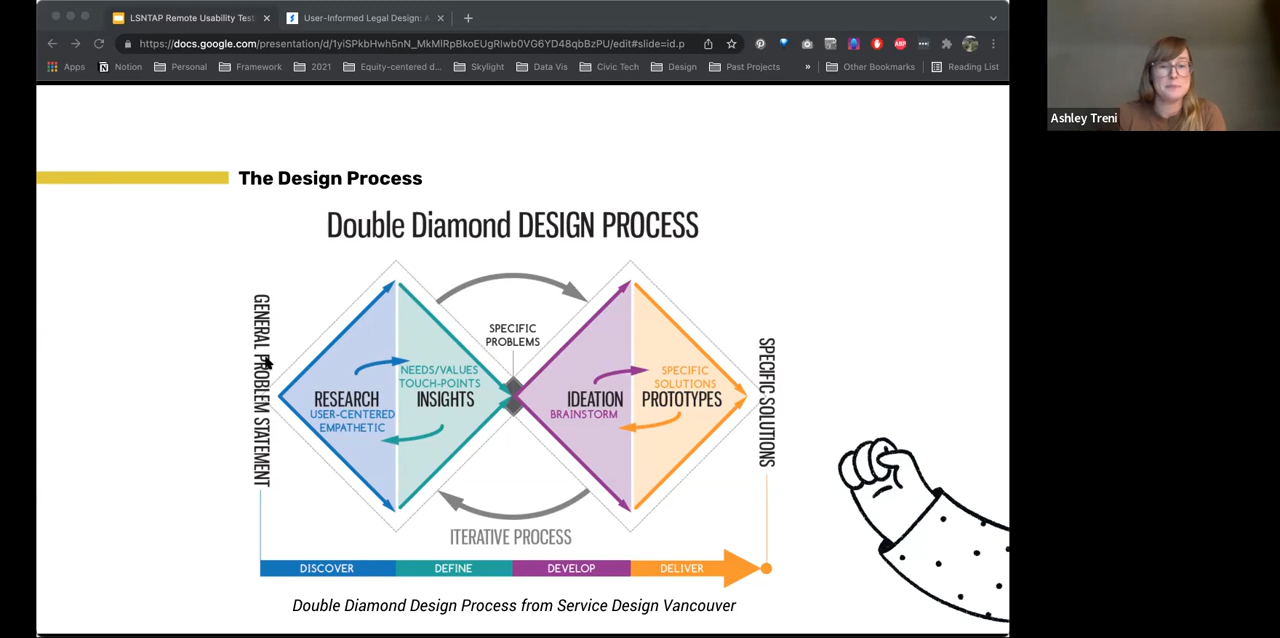 LSNTAP Remote Usability Test
User-Informed Legal Design: A
https://docs.google.com/presentation/d/1yiSPkbHwh5nN_MkMlRpBkoEUgRIwb0VG6YD48qbBzPU/edit#slide=id.p
ABP
Apps
Notion
Personal
Framework
2021
Equity-centered d...
Skylight
Data Vis
Civic Tech
Design
Past Projects
»
Other Bookmarks
Reading List
Ashley Treni
The Design Process
Double Diamond DESIGN PROCESS
GENERAL PROBLEM STATEMENT
RESEARCH
USER-CENTERED
EMPATHETIC
NEEDS/VALUES
TOUCH-POINTS
INSIGHTS
SPECIFIC
PROBLEMS
IDEATION
BRAINSTORM
SPECIFIC
SOLUTIONS
PROTOTYPES
SPECIFIC SOLUTIONS
ITERATIVE PROCESS
DISCOVER
DEFINE
DEVELOP
DELIVER
Double Diamond Design Process from Service Design Vancouver